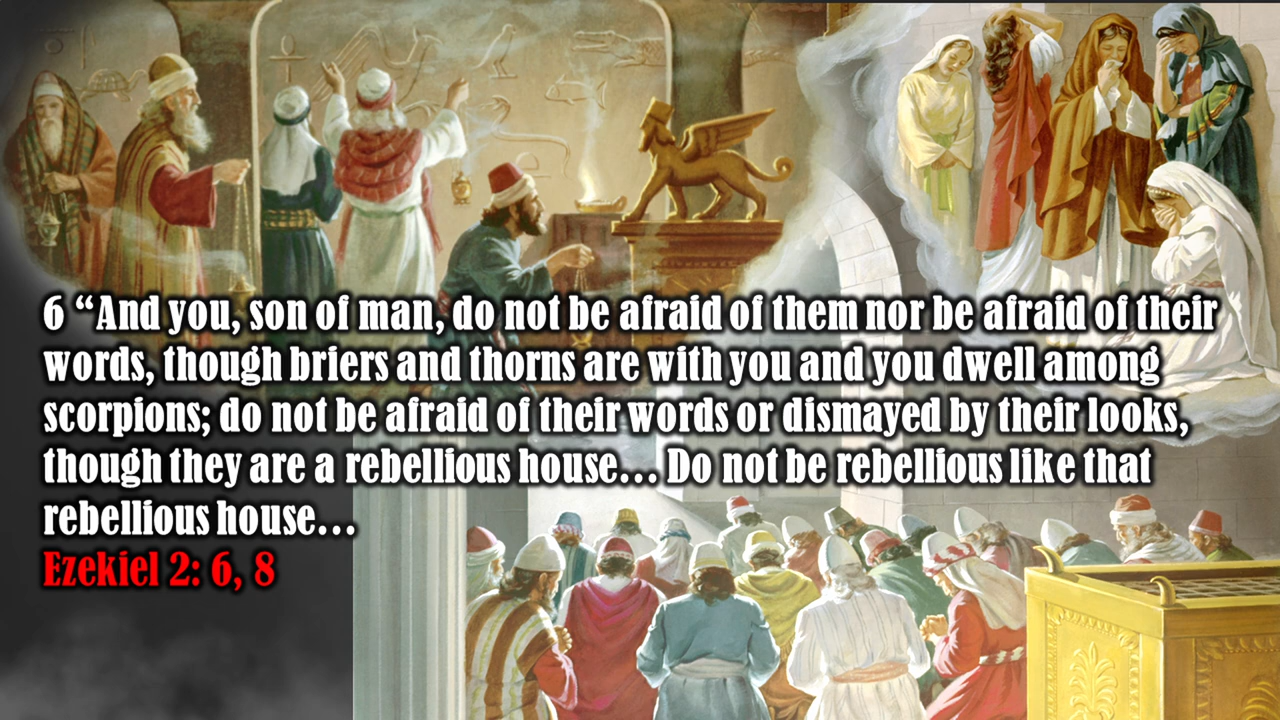 6 “And you, son of man, do not be afraid of them nor be afraid of their
words, though briers and thorns are with you and you dwell among
scorpions; do not be afraid of their words or dismayed by their looks,
though they are a rebellious house… Do not be rebellious like that
rebellious house…
Ezekiel 2: 6, 8